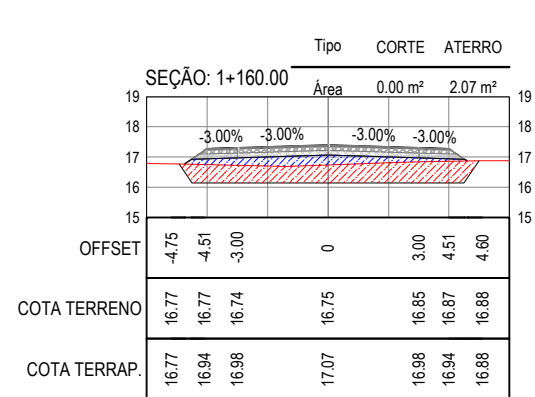 Tipo CORTE ATERRO
SEÇÃO: 1+160.00
Área 0.00 m² 2.07 m²
19 19
18 18
-3.00% -3.00% -3.00% -3.00%
17 17
16 16
15 15
OFFSET -4.75 -4.51 -3.00 0 3.00 4.51 4.60
COTA TERRENO 16.77 16.77 16.74 16.75 16.85 16.87 16.88
COTA TERRAP. 16.77 16.94 16.98 17.07 16.98 16.94 16.88